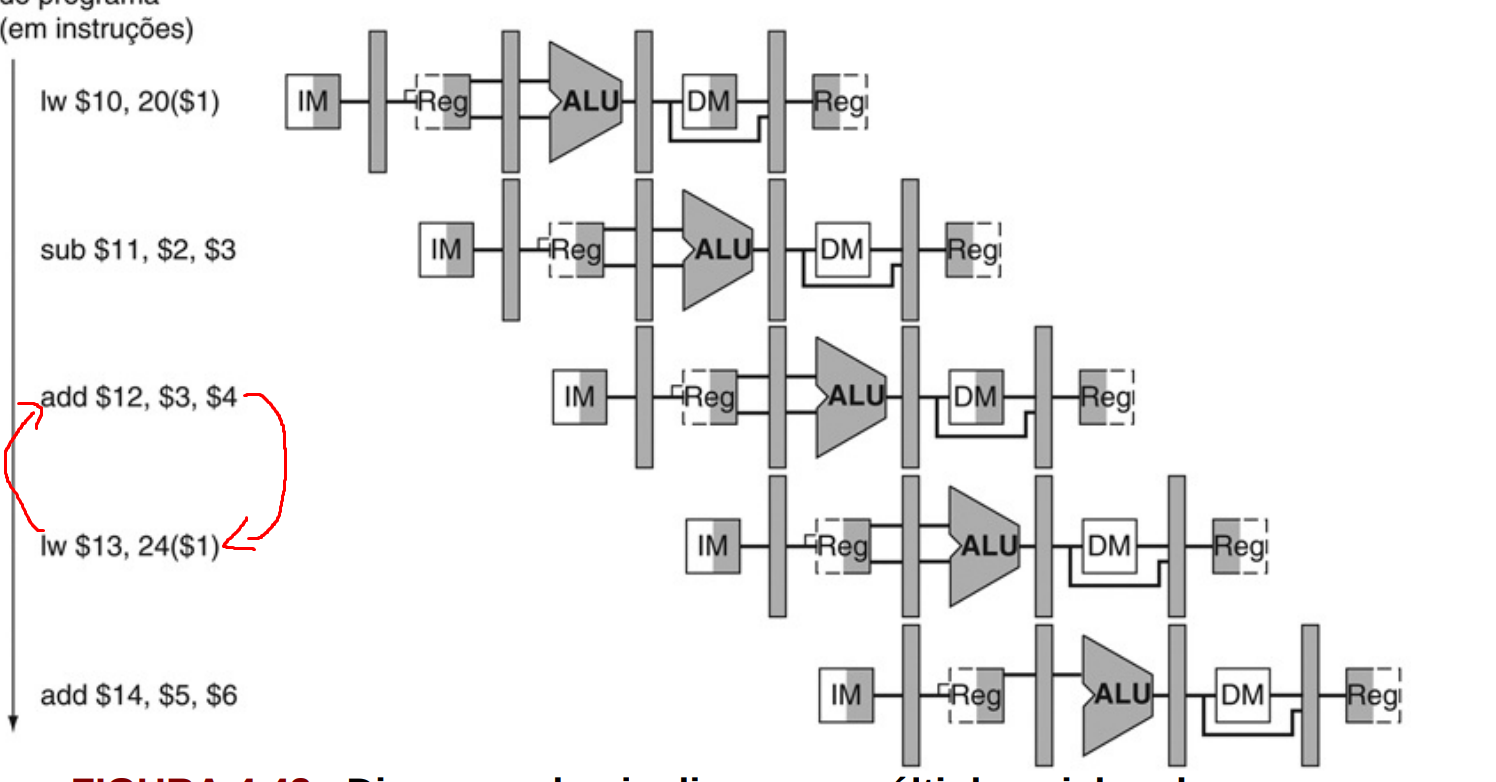 de programa
(em instruções)
lw $10, 20($1)
IM Reg ALU DM Reg
sub $11, $2, $3
IM Reg ALU DM Reg
add $12, $3, $4
IM Reg ALU DM Reg
lw $13, 24($1)
IM Reg ALU DM Reg
add $14, $5, $6
IM Reg ALU DM Reg